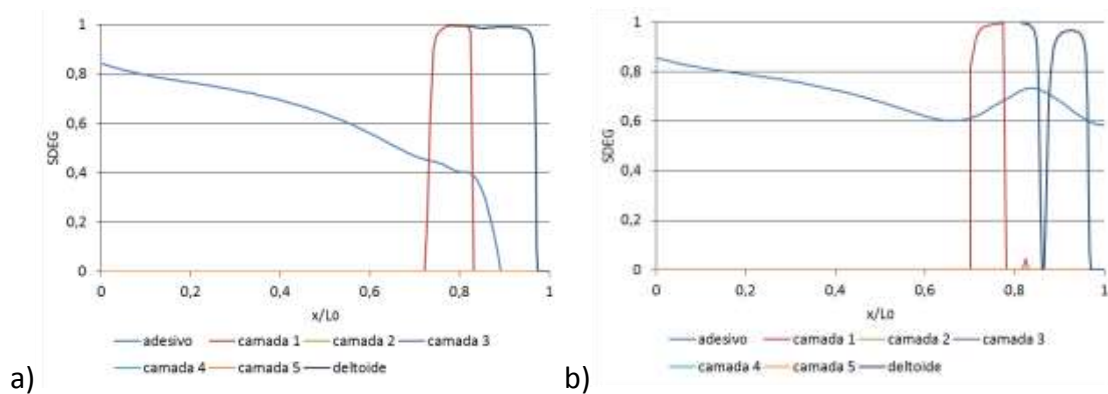 1
0,8
0,6
0,4
0,2
0
SDEG
0 0,2 0,4 0,6 0,8 1
x/L0
adesivo camada 1 camada 2 camada 3
camada 4 camada 5 deltoide
a)
1
0,8
0,6
0,4
0,2
0
SDEG
0 0,2 0,4 0,6 0,8 1
x/L0
adesivo camada 1 camada 2 camada 3
camada 4 camada 5 deltoide
b)